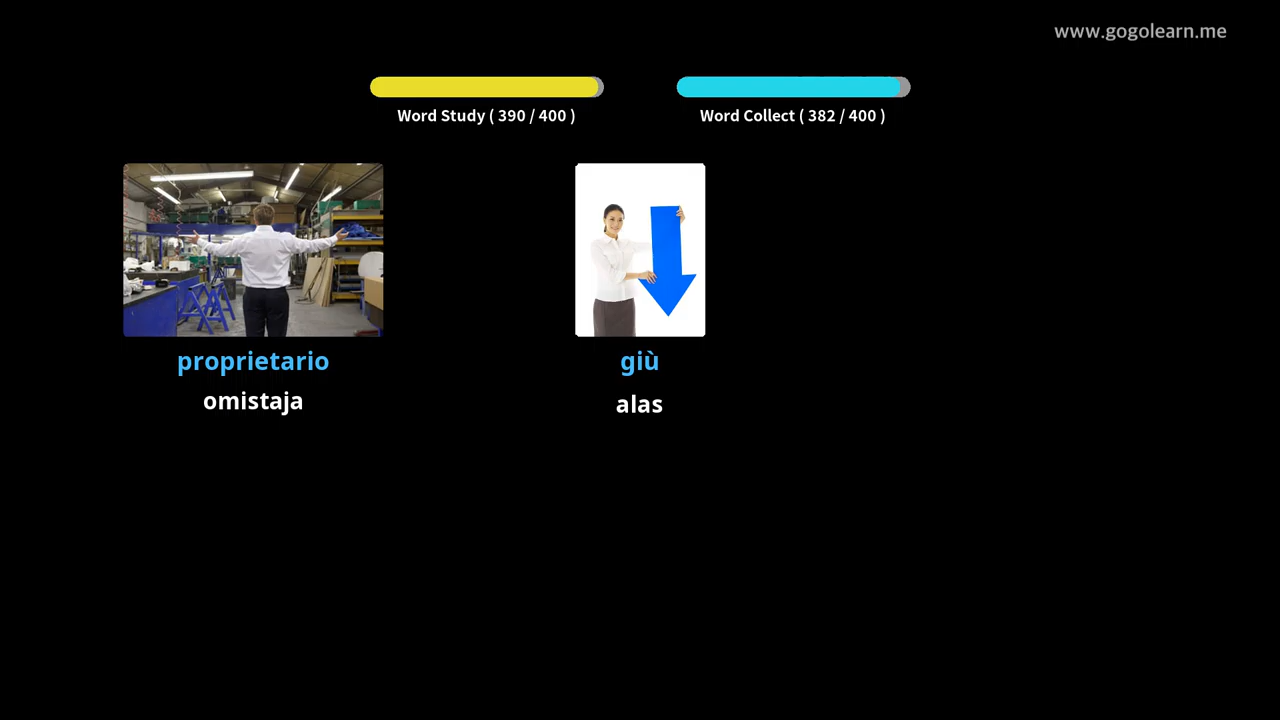 www.gogolearn.me
Word Study ( 390 / 400 )
Word Collect ( 382 / 400 )
proprietario
omistaja
giù
alas